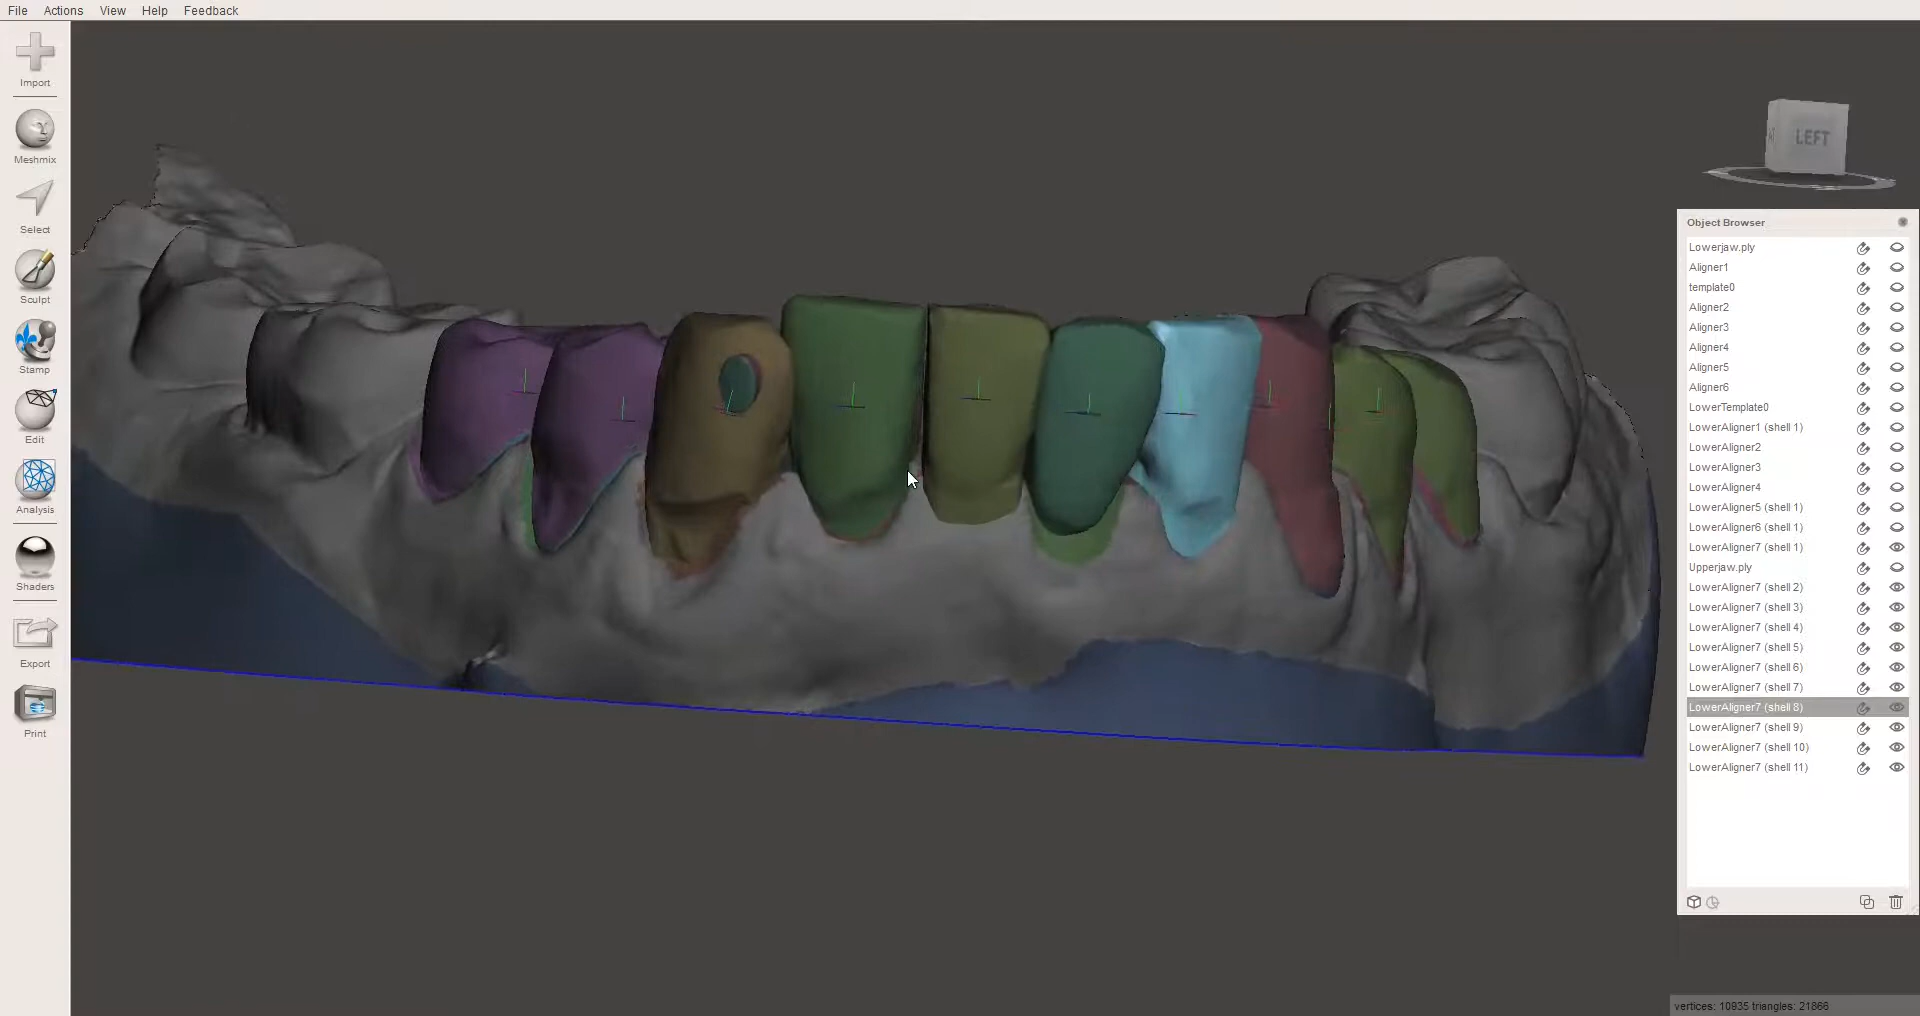 File Actions View Help Feedback
Import
Meshmix
Select
Sculpt
Stamp
Edit
Analysis
Shaders
Export
Print
LEFT
Object Browser
Lowerjaw.ply
Aligner1
template0
Aligner2
Aligner3
Aligner4
Aligner5
Aligner6
LowerTemplate0
LowerAligner1 (shell 1)
LowerAligner2
LowerAligner3
LowerAligner4
LowerAligner5 (shell 1)
LowerAligner6 (shell 1)
LowerAligner7 (shell 1)
Upperjaw.ply
LowerAligner7 (shell 2)
LowerAligner7 (shell 3)
LowerAligner7 (shell 4)
LowerAligner7 (shell 5)
LowerAligner7 (shell 6)
LowerAligner7 (shell 7)
LowerAligner7 (shell 8)
LowerAligner7 (shell 9)
LowerAligner7 (shell 10)
LowerAligner7 (shell 11)
vertices: 10935 triangles: 21866